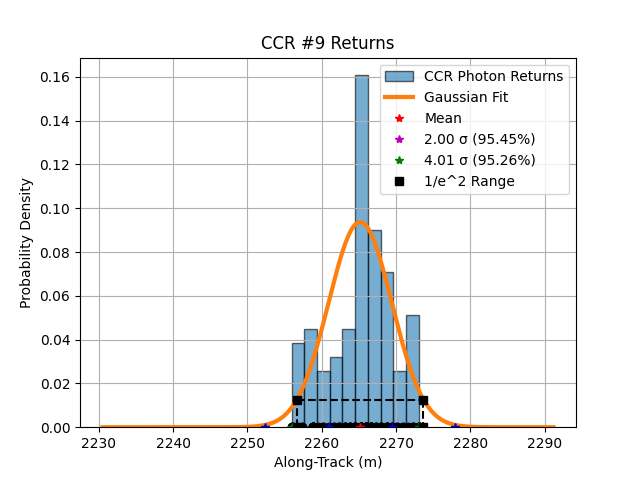 CCR #9 Returns
CCR Photon Returns
Gaussian Fit
Mean
2.00 σ (95.45%)
4.01 σ (95.26%)
1/e^2 Range
Probability Density
0.16
0.14
0.12
0.10
0.08
0.06
0.04
0.02
0.00
2230 2240 2250 2260 2270 2280 2290
Along-Track (m)